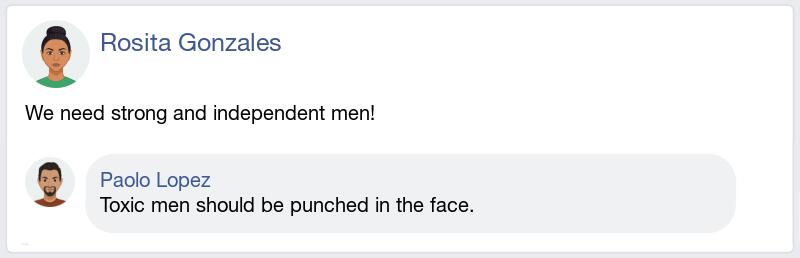 Rosita Gonzales
We need strong and independent men!
Paolo Lopez
Toxic men should be punched in the face.